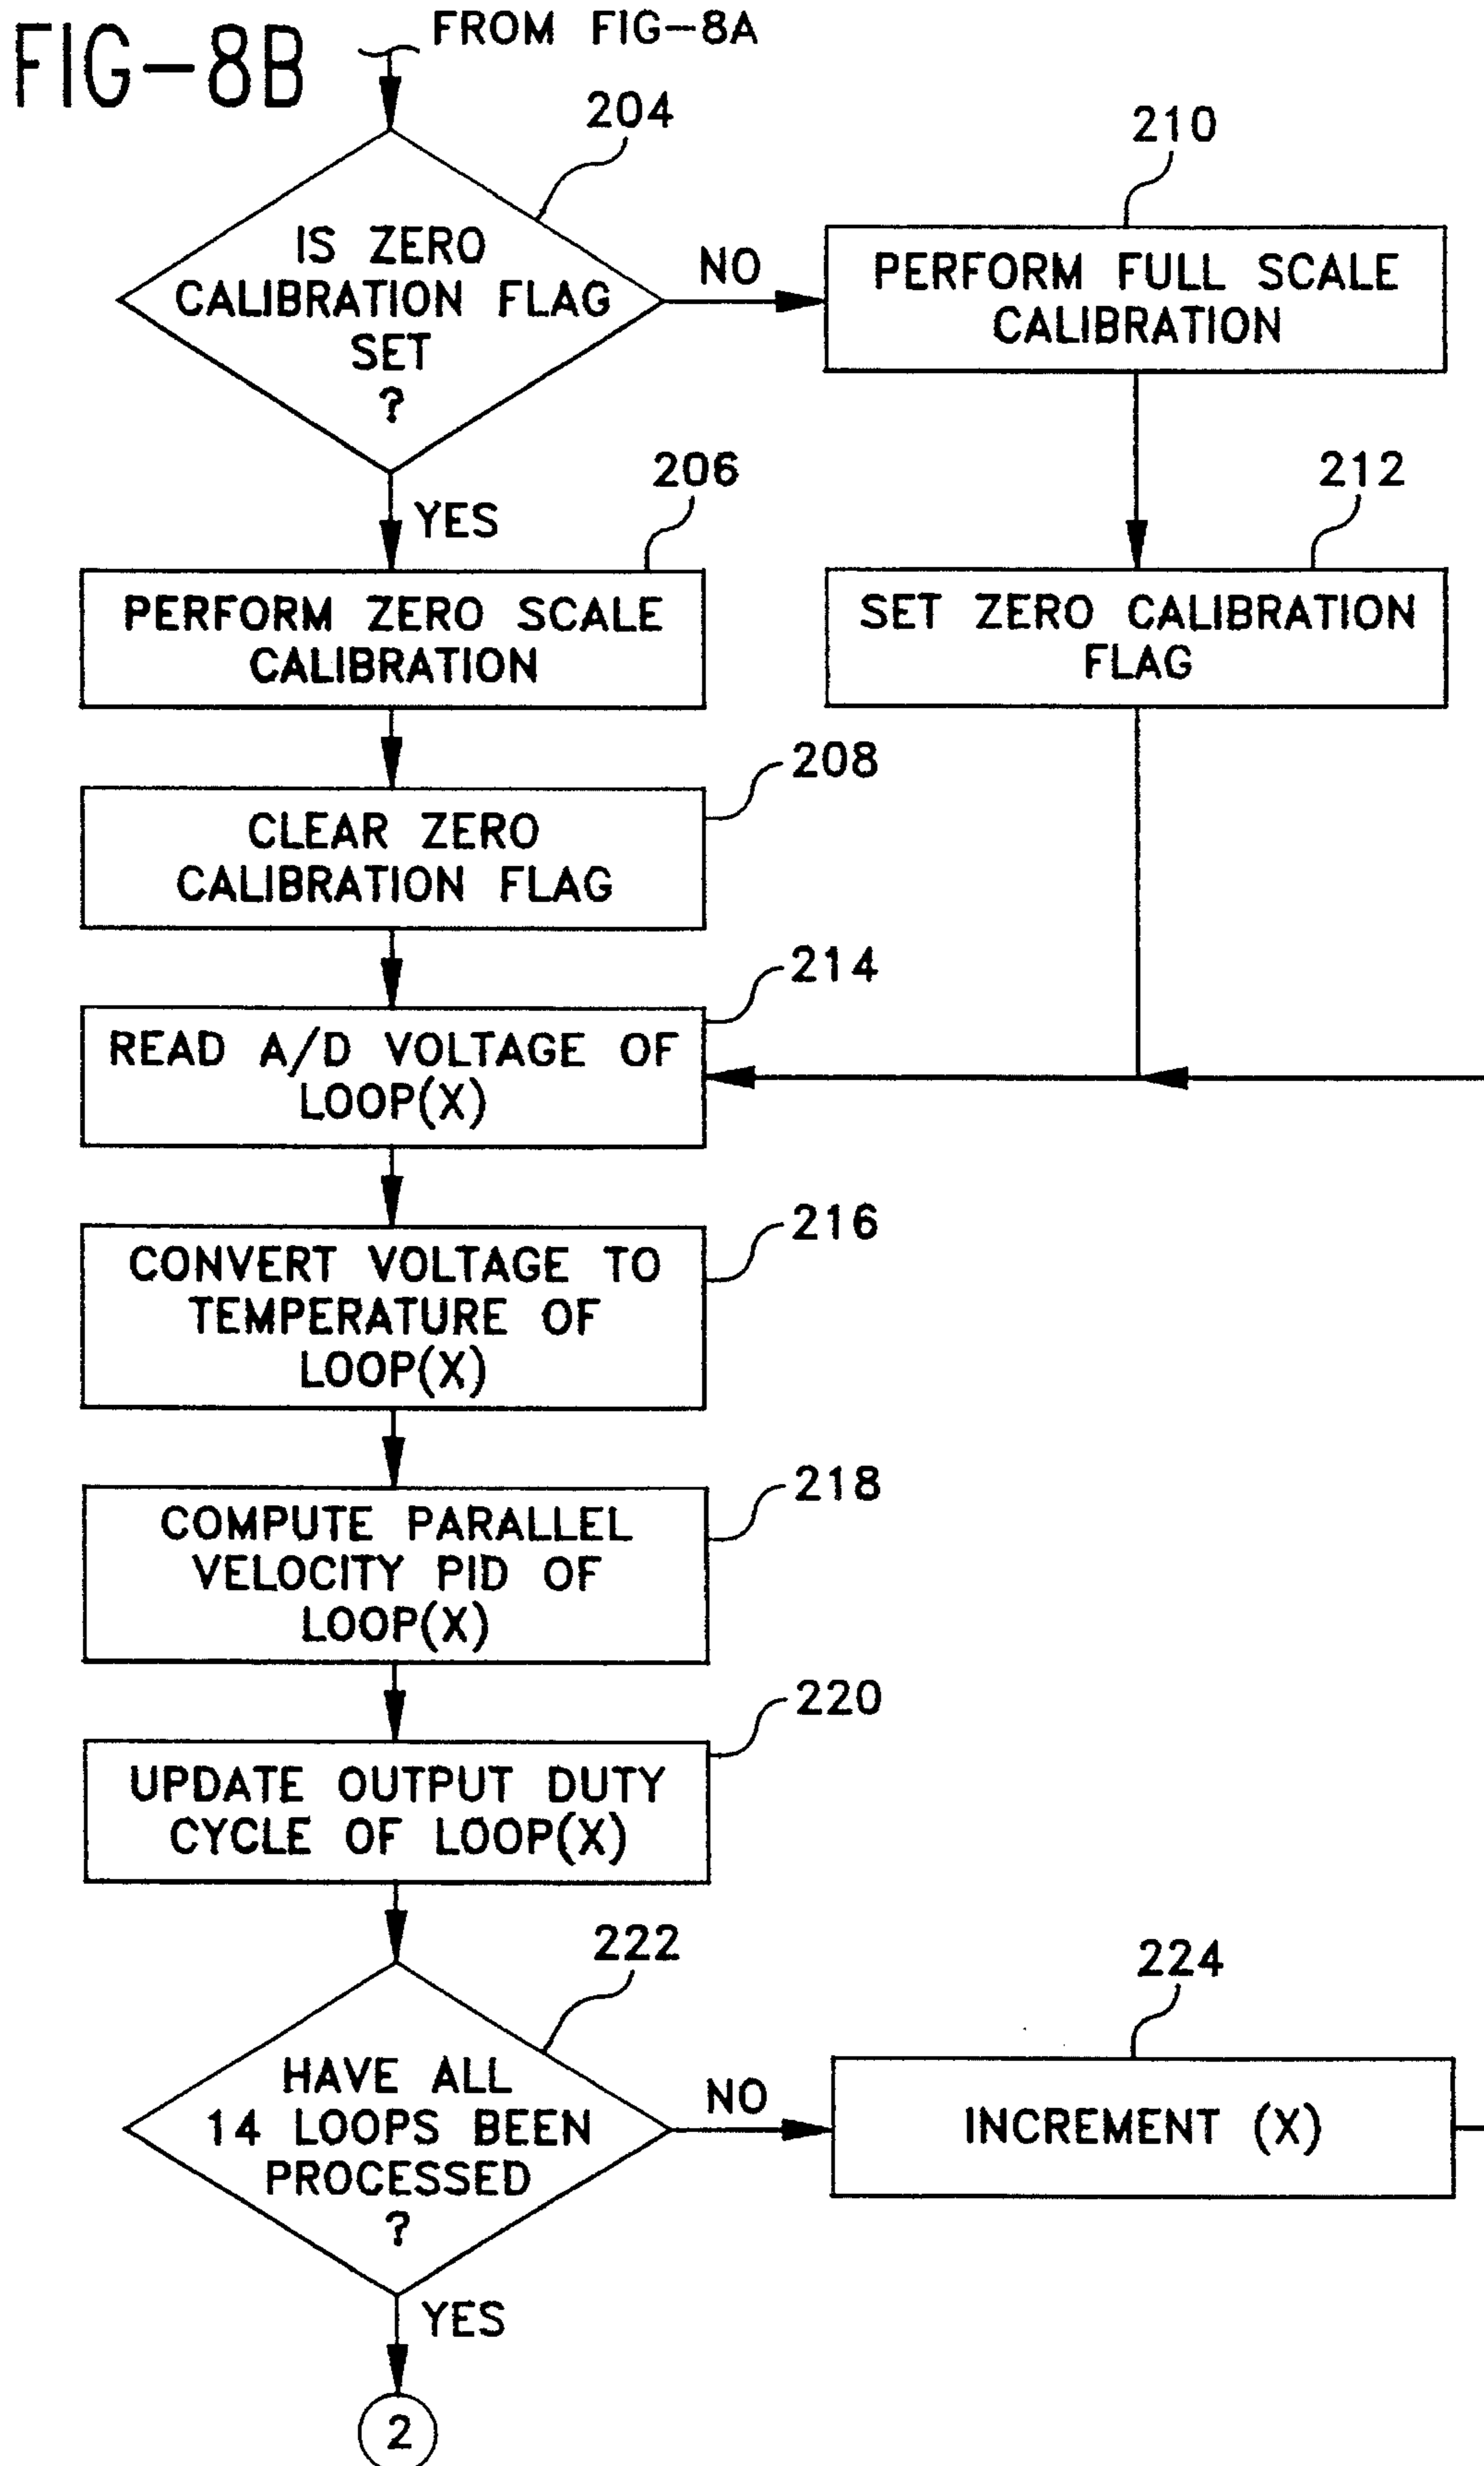 FIG-8B
FROM FIG-8A
204
IS ZERO
CALIBRATION FLAG
SET
?
NO
YES
210
PERFORM FULL SCALE
CALIBRATION
206
PERFORM ZERO SCALE
CALIBRATION
212
SET ZERO CALIBRATION
FLAG
208
CLEAR ZERO
CALIBRATION FLAG
214
READ A/D VOLTAGE OF
LOOP(X)
216
CONVERT VOLTAGE TO
TEMPERATURE OF
LOOP(X)
218
COMPUTE PARALLEL
VELOCITY PID OF
LOOP(X)
220
UPDATE OUTPUT DUTY
CYCLE OF LOOP(X)
222
HAVE ALL
14 LOOPS BEEN
PROCESSED
?
NO
224
INCREMENT (X)
YES
2